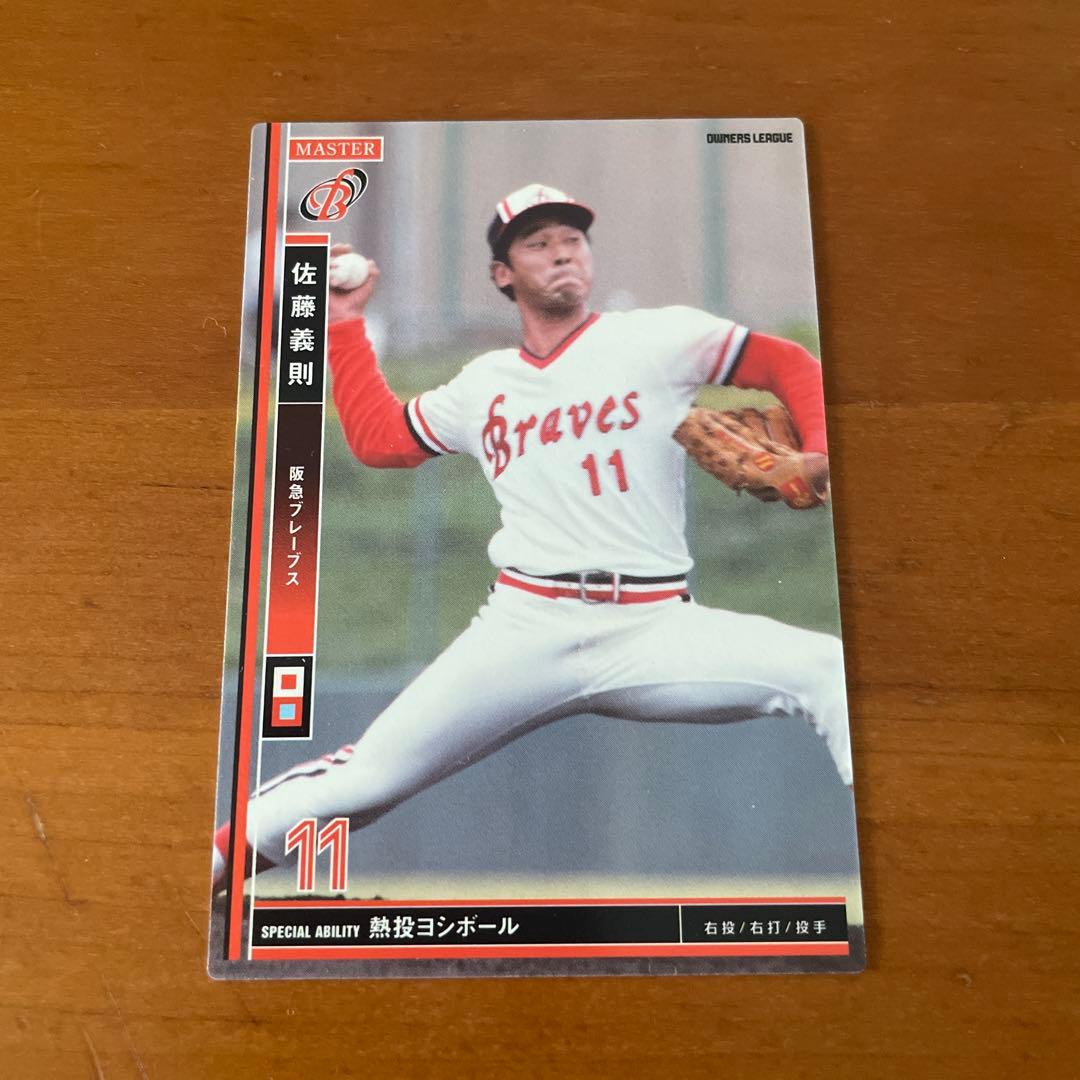 MASTER
OWNERS LEAGUE
B
佐藤義則
阪急ブレーブス
Braves
11
11
SPECIAL ABILITY 熱投ヨシボール
右投/右打/投手